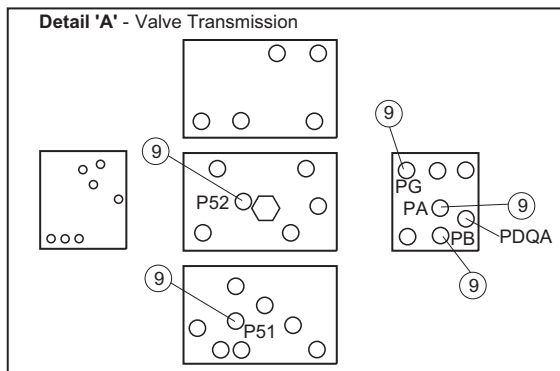 Detail 'A' - Valve Transmission
9
9
P52
PG
PA
9
PDQA
PB
9
9
P51